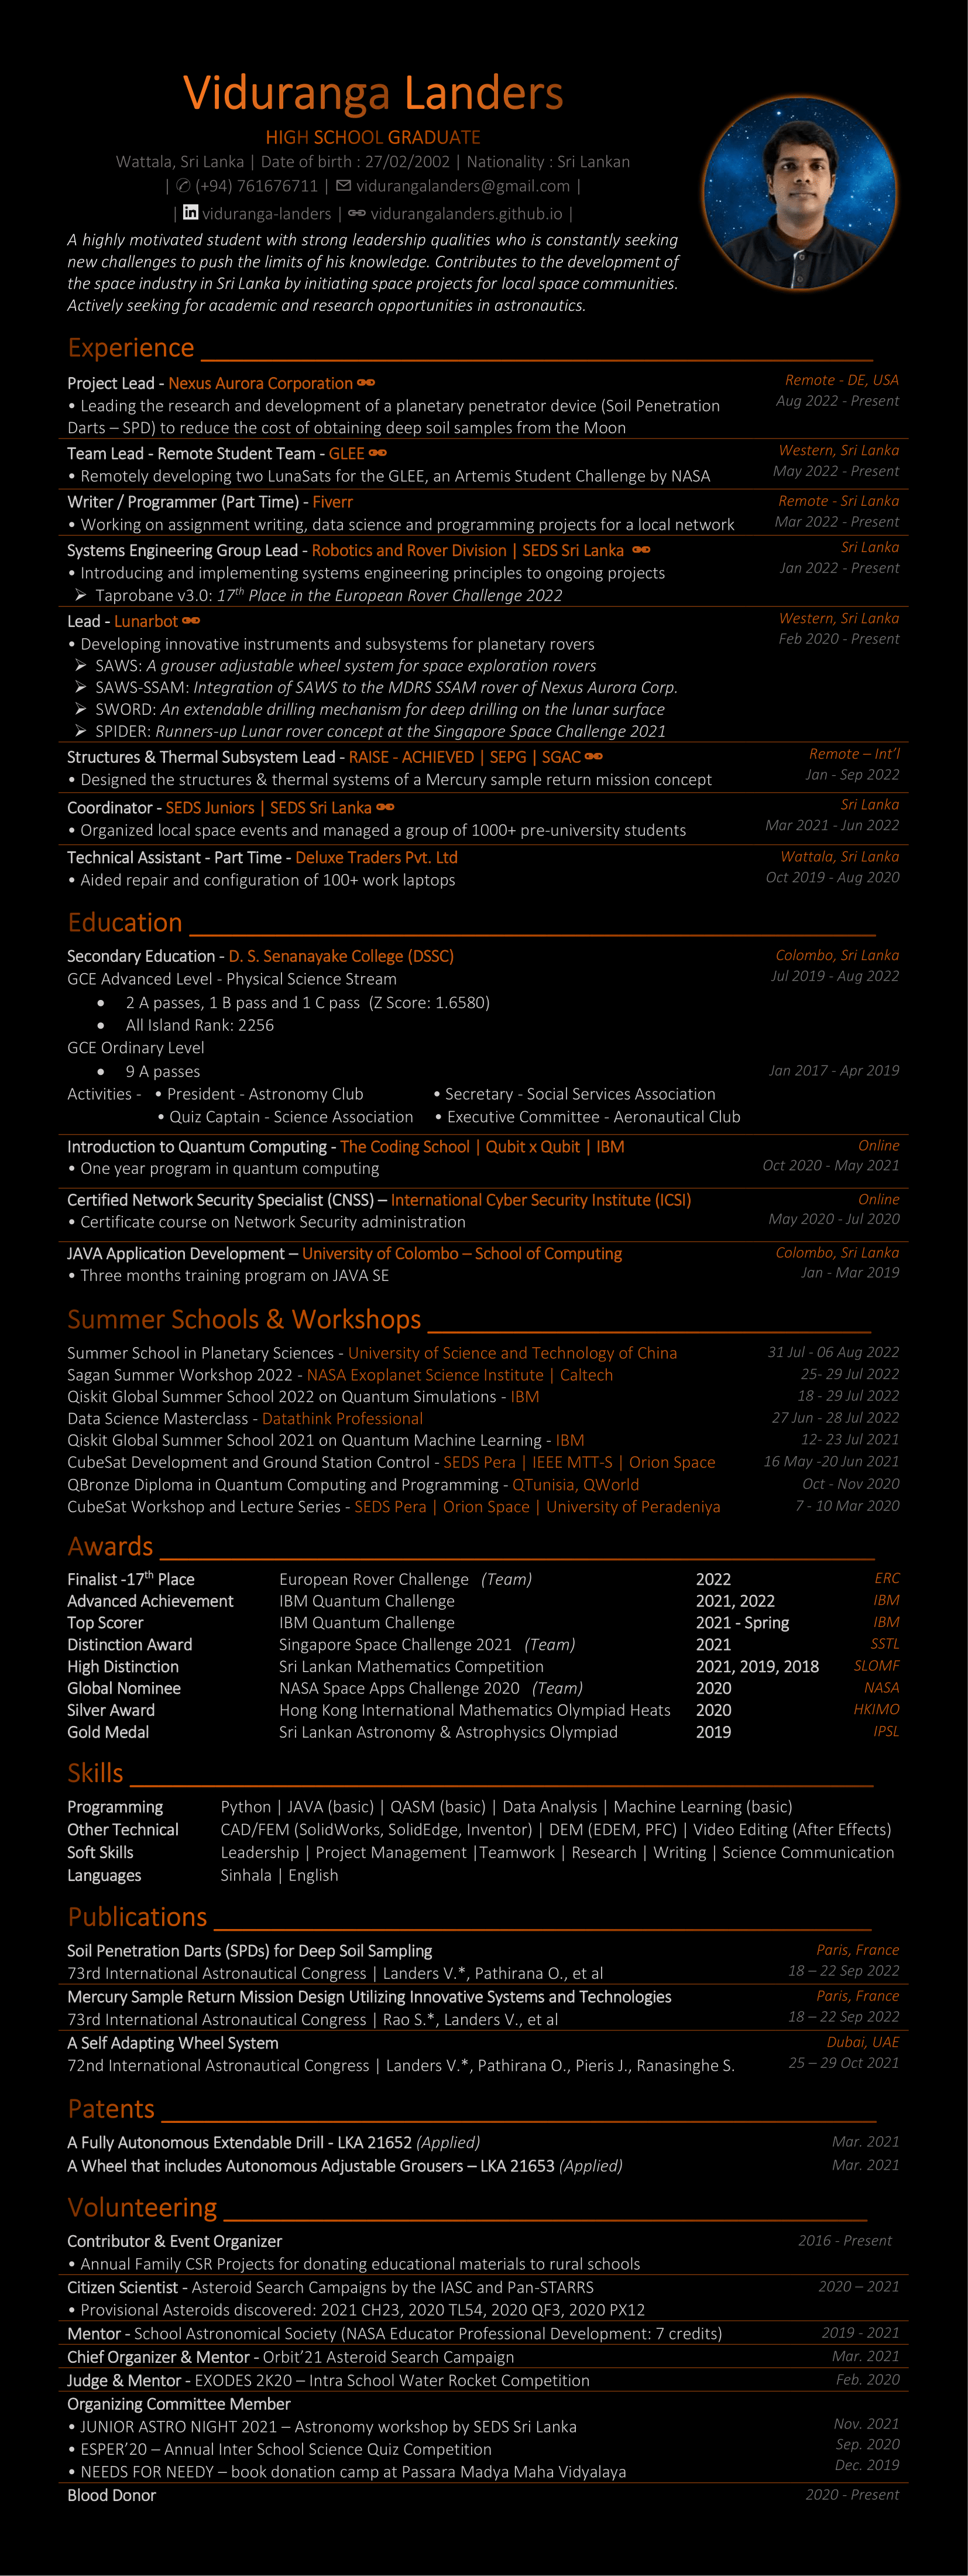 Viduranga Landers
HIGH SCHOOL GRADUATE
Wattala, Sri Lanka | Date of birth : 27/02/2002 | Nationality : Sri Lankan
| ✆ (+94) 761676711 | ✉ vidurangalanders@gmail.com |
| in viduranga-landers | vidurangalanders.github.io |
A highly motivated student with strong leadership qualities who is constantly seeking
new challenges to push the limits of his knowledge. Contributes to the development of
the space industry in Sri Lanka by initiating space projects for local space communities.
Actively seeking for academic and research opportunities in astronautics.
Experience
Project Lead - Nexus Aurora Corporation Remote - DE, USA
Aug 2022 - Present
• Leading the research and development of a planetary penetrator device (Soil Penetration
Darts – SPD) to reduce the cost of obtaining deep soil samples from the Moon
Team Lead - Remote Student Team - GLEE Western, Sri Lanka
• Remotely developing two LunaSats for the GLEE, an Artemis Student Challenge by NASA May 2022 - Present
Writer / Programmer (Part Time) - Fiverr Remote - Sri Lanka
• Working on assignment writing, data science and programming projects for a local network Mar 2022 - Present
Systems Engineering Group Lead - Robotics and Rover Division | SEDS Sri Lanka Sri Lanka
• Introducing and implementing systems engineering principles to ongoing projects Jan 2022 - Present
➢ Taprobane v3.0: 17th Place in the European Rover Challenge 2022
Lead - Lunarbot Western, Sri Lanka
• Developing innovative instruments and subsystems for planetary rovers Feb 2020 - Present
➢ SAWS: A grouser adjustable wheel system for space exploration rovers
➢ SAWS-SSAM: Integration of SAWS to the MDRS SSAM rover of Nexus Aurora Corp.
➢ SWORD: An extendable drilling mechanism for deep drilling on the lunar surface
➢ SPIDER: Runners-up Lunar rover concept at the Singapore Space Challenge 2021
Structures & Thermal Subsystem Lead - RAISE - ACHIEVED | SEPG | SGAC Remote – Int’l
• Designed the structures & thermal systems of a Mercury sample return mission concept Jan - Sep 2022
Coordinator - SEDS Juniors | SEDS Sri Lanka Sri Lanka
• Organized local space events and managed a group of 1000+ pre-university students Mar 2021 - Jun 2022
Technical Assistant - Part Time - Deluxe Traders Pvt. Ltd Wattala, Sri Lanka
• Aided repair and configuration of 100+ work laptops Oct 2019 - Aug 2020
Education
Secondary Education - D. S. Senanayake College (DSSC) Colombo, Sri Lanka
GCE Advanced Level - Physical Science Stream Jul 2019 - Aug 2022
• 2 A passes, 1 B pass and 1 C pass (Z Score: 1.6580)
• All Island Rank: 2256
GCE Ordinary Level
• 9 A passes Jan 2017 - Apr 2019
Activities - • President - Astronomy Club • Secretary - Social Services Association
• Quiz Captain - Science Association • Executive Committee - Aeronautical Club
Introduction to Quantum Computing - The Coding School | Qubit x Qubit | IBM Online
• One year program in quantum computing Oct 2020 - May 2021
Certified Network Security Specialist (CNSS) – International Cyber Security Institute (ICSI) Online
• Certificate course on Network Security administration May 2020 - Jul 2020
JAVA Application Development – University of Colombo – School of Computing Colombo, Sri Lanka
• Three months training program on JAVA SE Jan - Mar 2019
Summer Schools & Workshops
Summer School in Planetary Sciences - University of Science and Technology of China 31 Jul - 06 Aug 2022
Sagan Summer Workshop 2022 - NASA Exoplanet Science Institute | Caltech 25- 29 Jul 2022
Qiskit Global Summer School 2022 on Quantum Simulations - IBM 18 - 29 Jul 2022
Data Science Masterclass - Datathink Professional 27 Jun - 28 Jul 2022
Qiskit Global Summer School 2021 on Quantum Machine Learning - IBM 12- 23 Jul 2021
CubeSat Development and Ground Station Control - SEDS Pera | IEEE MTT-S | Orion Space 16 May -20 Jun 2021
QBronze Diploma in Quantum Computing and Programming - QTunisia, QWorld Oct - Nov 2020
CubeSat Workshop and Lecture Series - SEDS Pera | Orion Space | University of Peradeniya 7 - 10 Mar 2020
Awards
Finalist -17th Place European Rover Challenge (Team) 2022 ERC
Advanced Achievement IBM Quantum Challenge 2021, 2022 IBM
Top Scorer IBM Quantum Challenge 2021 - Spring IBM
Distinction Award Singapore Space Challenge 2021 (Team) 2021 SSTL
High Distinction Sri Lankan Mathematics Competition 2021, 2019, 2018 SLOMF
Global Nominee NASA Space Apps Challenge 2020 (Team) 2020 NASA
Silver Award Hong Kong International Mathematics Olympiad Heats 2020 HKIMO
Gold Medal Sri Lankan Astronomy & Astrophysics Olympiad 2019 IPSL
Skills
Programming Python | JAVA (basic) | QASM (basic) | Data Analysis | Machine Learning (basic)
Other Technical CAD/FEM (SolidWorks, SolidEdge, Inventor) | DEM (EDEM, PFC) | Video Editing (After Effects)
Soft Skills Leadership | Project Management |Teamwork | Research | Writing | Science Communication
Languages Sinhala | English
Publications
Soil Penetration Darts (SPDs) for Deep Soil Sampling Paris, France
73rd International Astronautical Congress | Landers V.*, Pathirana O., et al 18 – 22 Sep 2022
Mercury Sample Return Mission Design Utilizing Innovative Systems and Technologies Paris, France
73rd International Astronautical Congress | Rao S.*, Landers V., et al 18 – 22 Sep 2022
A Self Adapting Wheel System Dubai, UAE
72nd International Astronautical Congress | Landers V.*, Pathirana O., Pieris J., Ranasinghe S. 25 – 29 Oct 2021
Patents
A Fully Autonomous Extendable Drill - LKA 21652 (Applied) Mar. 2021
A Wheel that includes Autonomous Adjustable Grousers – LKA 21653 (Applied) Mar. 2021
Volunteering
Contributor & Event Organizer 2016 - Present
• Annual Family CSR Projects for donating educational materials to rural schools
Citizen Scientist - Asteroid Search Campaigns by the IASC and Pan-STARRS 2020 – 2021
• Provisional Asteroids discovered: 2021 CH23, 2020 TL54, 2020 QF3, 2020 PX12
Mentor - School Astronomical Society (NASA Educator Professional Development: 7 credits) 2019 - 2021
Chief Organizer & Mentor - Orbit’21 Asteroid Search Campaign Mar. 2021
Judge & Mentor - EXODES 2K20 – Intra School Water Rocket Competition Feb. 2020
Organizing Committee Member
• JUNIOR ASTRO NIGHT 2021 – Astronomy workshop by SEDS Sri Lanka Nov. 2021
• ESPER’20 – Annual Inter School Science Quiz Competition Sep. 2020
• NEEDS FOR NEEDY – book donation camp at Passara Madya Maha Vidyalaya Dec. 2019
Blood Donor 2020 - Present